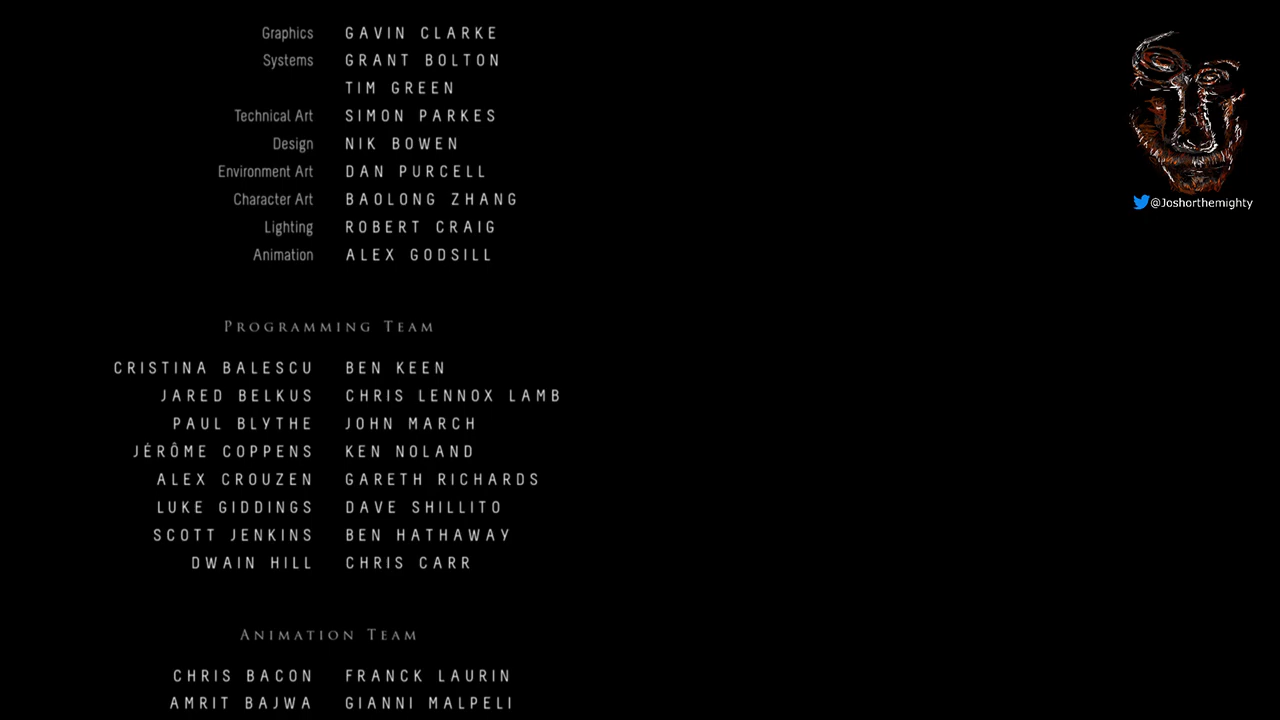 Graphics GAVIN CLARKE
Systems GRANT BOLTON
TIM GREEN
Technical Art SIMON PARKES
Design NIK BOWEN
Environment Art DAN PURCELL
Character Art BAOLONG ZHANG
Lighting ROBERT CRAIG
Animation ALEX GODSILL
@Joshorthemighty
PROGRAMMING TEAM
CRISTINA BALESCU BEN KEEN
JARED BELKUS CHRIS LENNOX LAMB
PAUL BLYTHE JOHN MARCH
JÉRÔME COPPENS KEN NOLAND
ALEX CROUZEN GARETH RICHARDS
LUKE GIDDINGS DAVE SHILLITO
SCOTT JENKINS BEN HATHAWAY
DWAIN HILL CHRIS CARR
ANIMATION TEAM
CHRIS BACON FRANCK LAURIN
AMRIT BAJWA GIANNI MALPELI